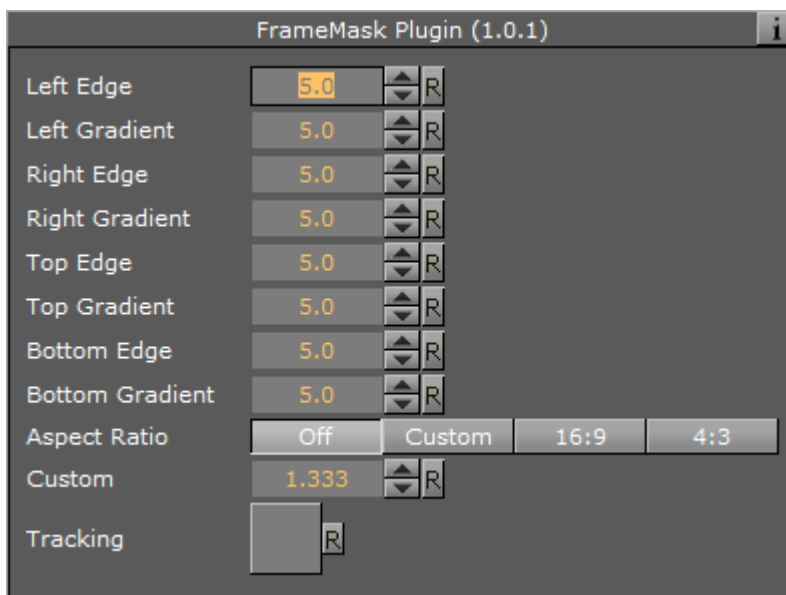 FrameMask Plugin (1.0.1) i
Left Edge 5.0 R
Left Gradient 5.0 R
Right Edge 5.0 R
Right Gradient 5.0 R
Top Edge 5.0 R
Top Gradient 5.0 R
Bottom Edge 5.0 R
Bottom Gradient 5.0 R
Aspect Ratio Off Custom 16:9 4:3
Custom 1.333 R
Tracking R